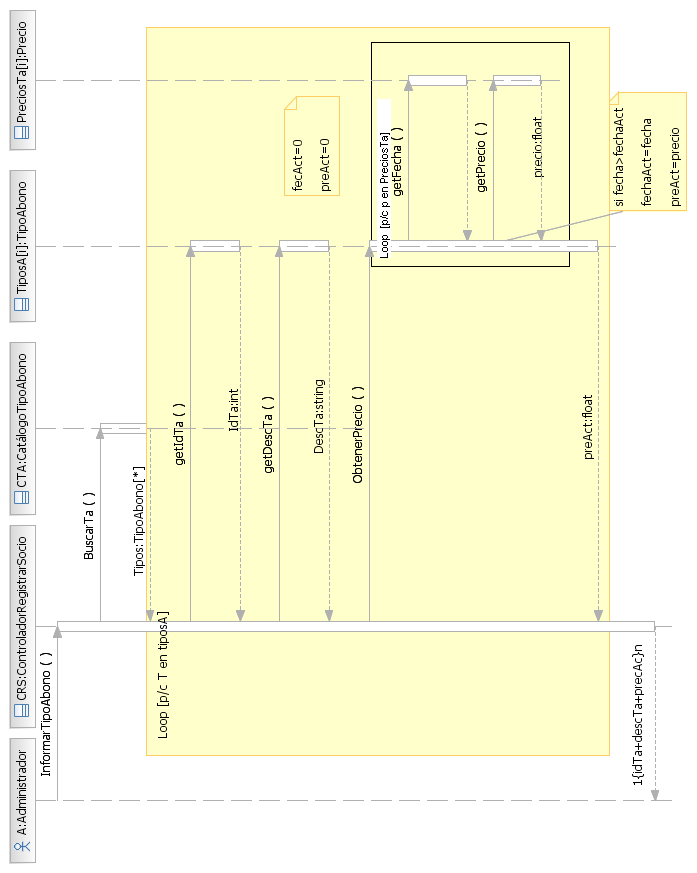 A:Administrador
CRS:ControladorRegistrarSocio
CTA:CatálogoTipoAbono
TiposA[i]:TipoAbono
PreciosTa[i]:Precio
InformarTipoAbono ( )
BuscarTa ( )
Tipos:TipoAbono[*]
Loop [p/c T en tiposA]
getIdTa ( )
IdTa:int
getDescTa ( )
DescTa:string
fecAct=0
preAct=0
ObtenerPrecio ( )
Loop [p/c p en PreciosTa]
getFecha ( )
getPrecio ( )
precio:float
si fecha>fechaAct
fechaAct=fecha
preAct=precio
preAct:float
1{idTa+descTa+precAc}n